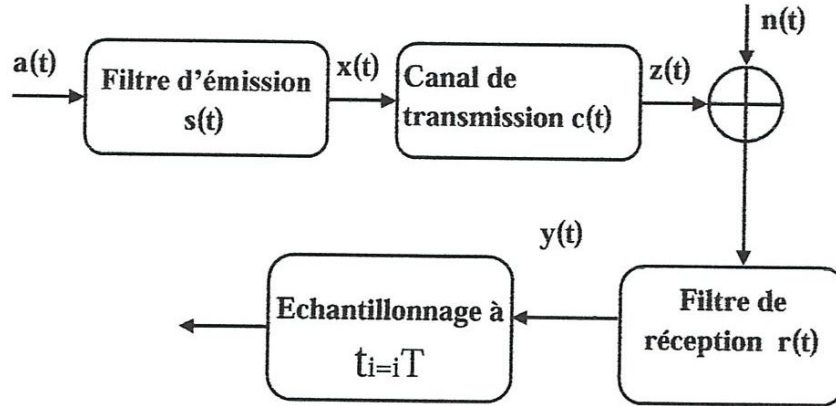 n(t)
a(t)
Filtre d'émission
s(t)
x(t)
Canal de
transmission c(t)
z(t)
y(t)
Echantillonnage à
ti=iT
Filtre de
réception r(t)